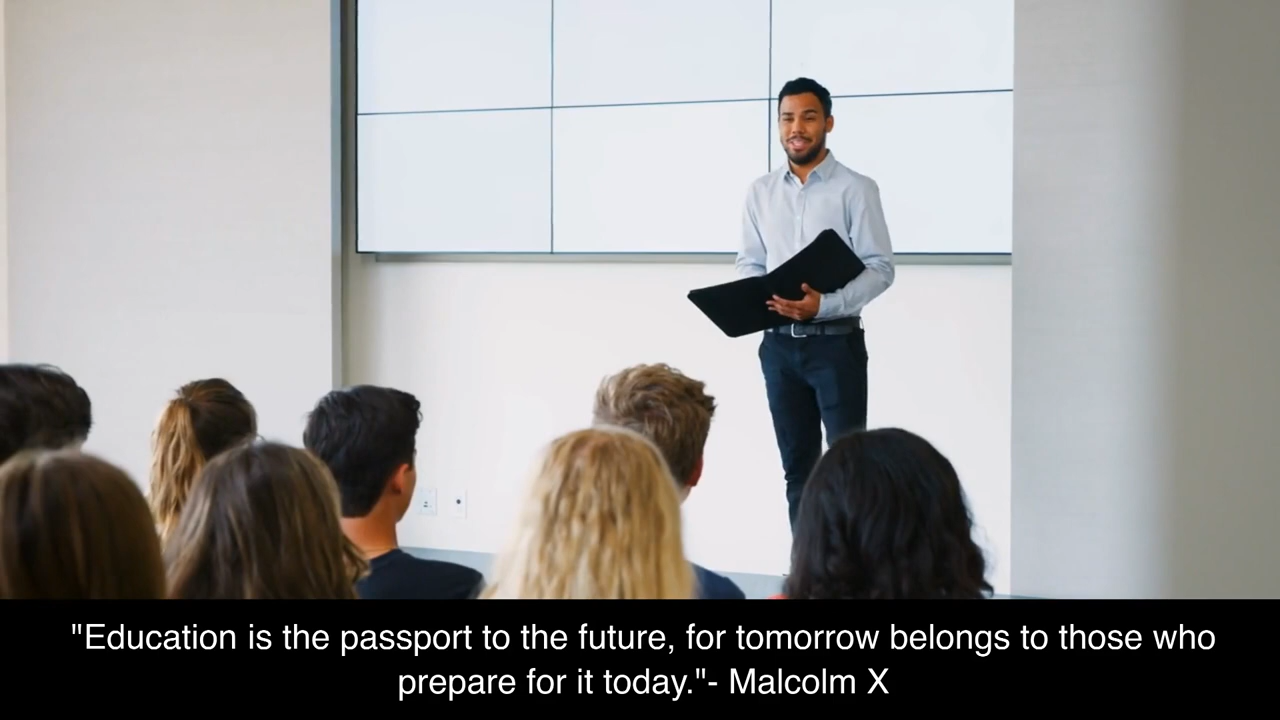 "Education is the passport to the future, for tomorrow belongs to those who
prepare for it today."- Malcolm X